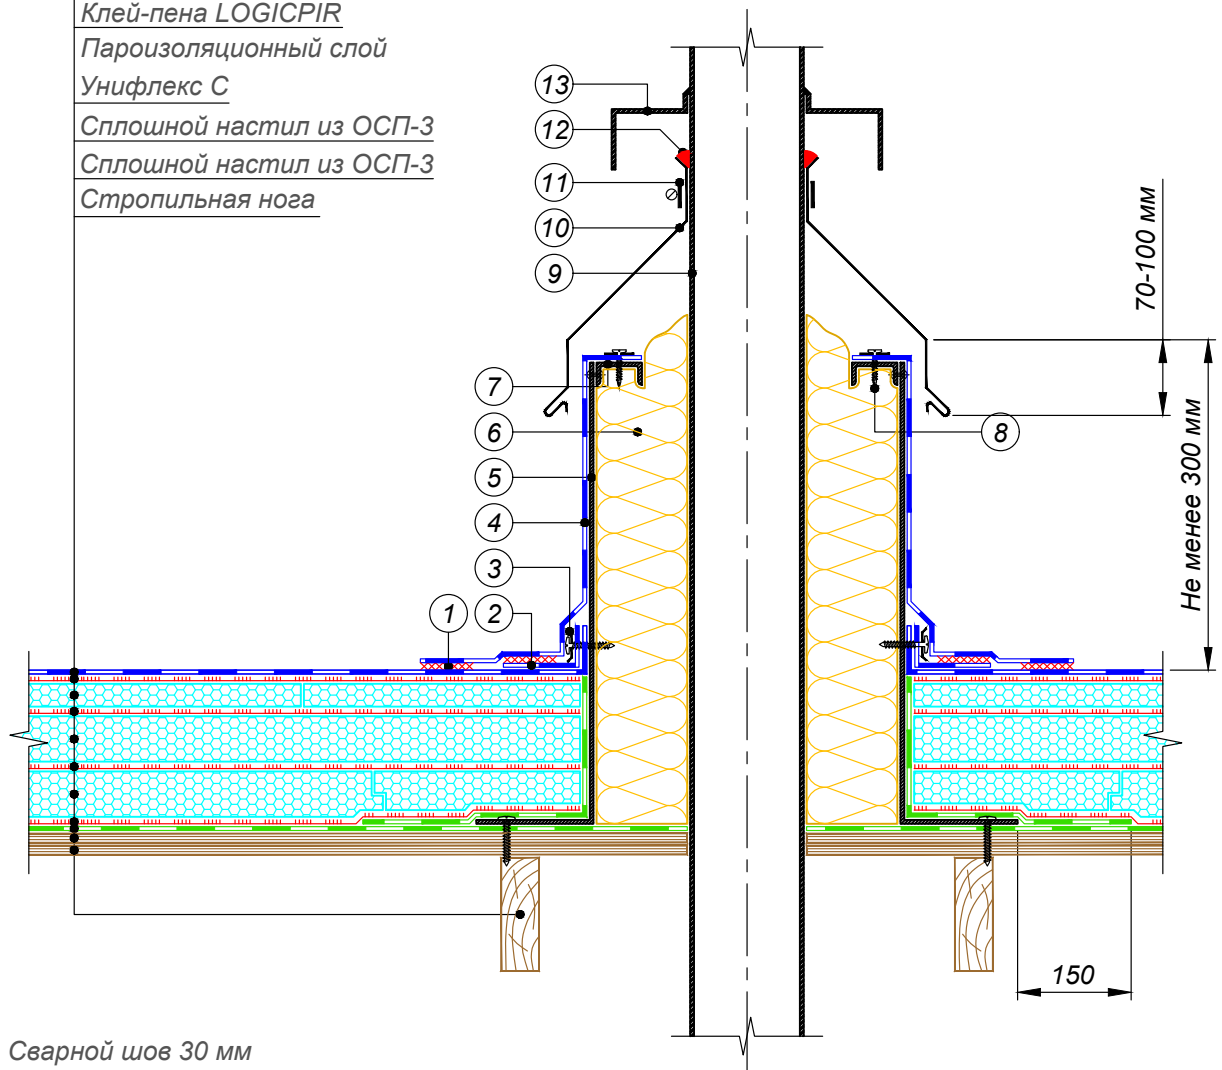 Клей-пена LOGICPIR
Пароизоляционный слой
Унифлекс С
Сплошной настил из ОСП-3
Сплошной настил из ОСП-3
Стропильная нога
13
12
11
10
9
7
6
5
4
3
2
1
8
70-100 мм
Не менее 300 мм
150
Сварной шов 30 мм